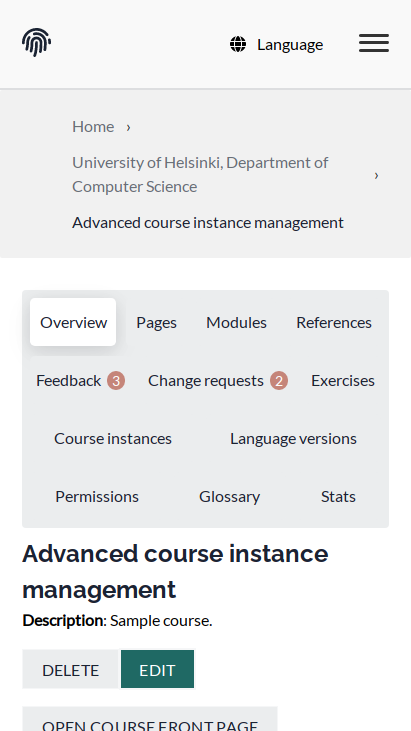 Language
Home ›
University of Helsinki, Department of
Computer Science ›
Advanced course instance management
Overview Pages Modules References
Feedback 3 Change requests 2 Exercises
Course instances Language versions
Permissions Glossary Stats
Advanced course instance
management
Description: Sample course.
DELETE EDIT
OPEN COURSE FRONT PAGE